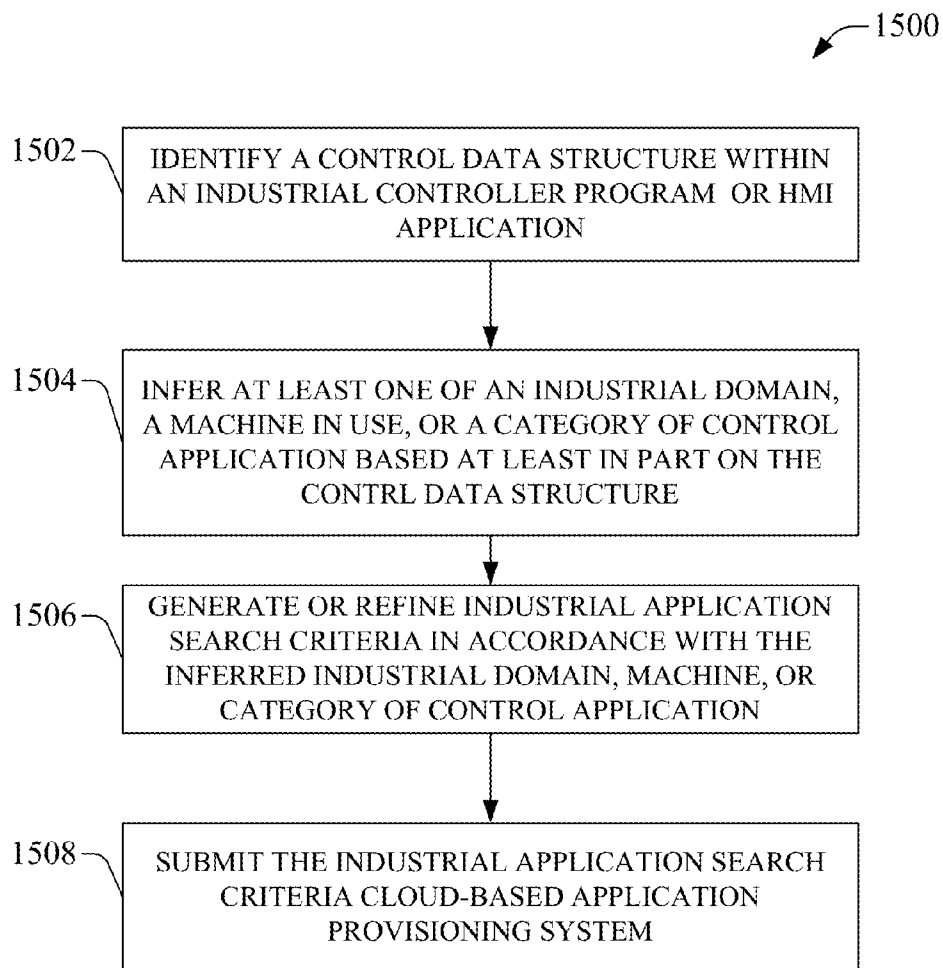 1500
1502
IDENTIFY A CONTROL DATA STRUCTURE WITHIN
AN INDUSTRIAL CONTROLLER PROGRAM OR HMI
APPLICATION
1504
INFER AT LEAST ONE OF AN INDUSTRIAL DOMAIN,
A MACHINE IN USE, OR A CATEGORY OF CONTROL
APPLICATION BASED AT LEAST IN PART ON THE
CONTRL DATA STRUCTURE
1506
GENERATE OR REFINE INDUSTRIAL APPLICATION
SEARCH CRITERIA IN ACCORDANCE WITH THE
INFERRED INDUSTRIAL DOMAIN, MACHINE, OR
CATEGORY OF CONTROL APPLICATION
1508
SUBMIT THE INDUSTRIAL APPLICATION SEARCH
CRITERIA CLOUD-BASED APPLICATION
PROVISIONING SYSTEM